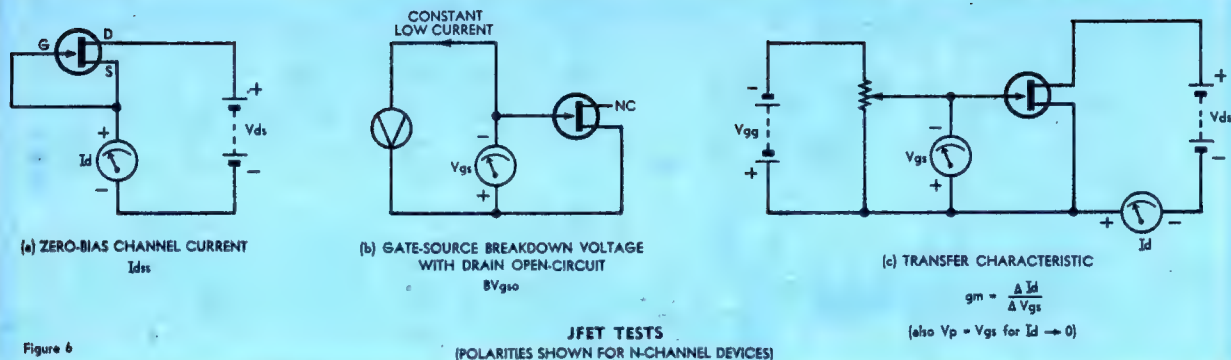 CONSTANT
LOW CURRENT
G
D
S
+
Id
−
+
Vds
−
−
Vgs
+
NC
−
Vgg
+
−
Vgs
+
+
Vds
−
+
−
Id
(a) ZERO-BIAS CHANNEL CURRENT
Idss
(b) GATE-SOURCE BREAKDOWN VOLTAGE
WITH DRAIN OPEN-CIRCUIT
BVgso
(c) TRANSFER CHARACTERISTIC
gm = Δ Id / Δ Vgs
(also Vp = Vgs for Id → 0)
Figure 6
JFET TESTS
(POLARITIES SHOWN FOR N-CHANNEL DEVICES)